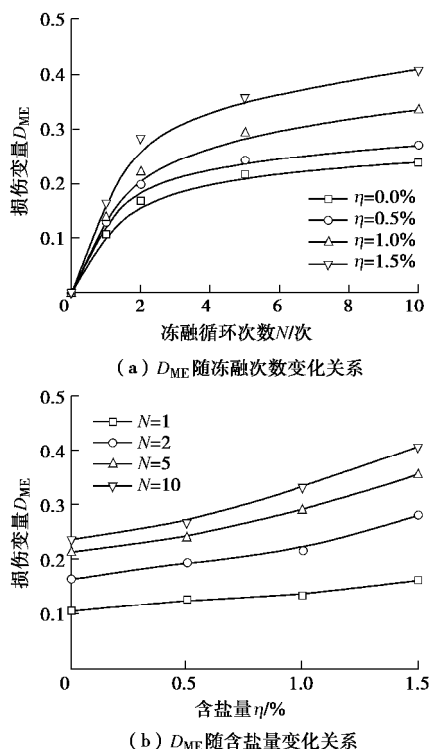 0.5
0.4
0.3
0.2
0.1
损伤变量D_ME
η=0.0%
η=0.5%
η=1.0%
η=1.5%
0 2 4 6 8 10
冻融循环次数N/次
(a) D_ME随冻融次数变化关系
0.5
0.4
0.3
0.2
0.1
损伤变量D_ME
N=1
N=2
N=5
N=10
0 0.5 1.0 1.5
含盐量η/%
(b) D_ME随含盐量变化关系